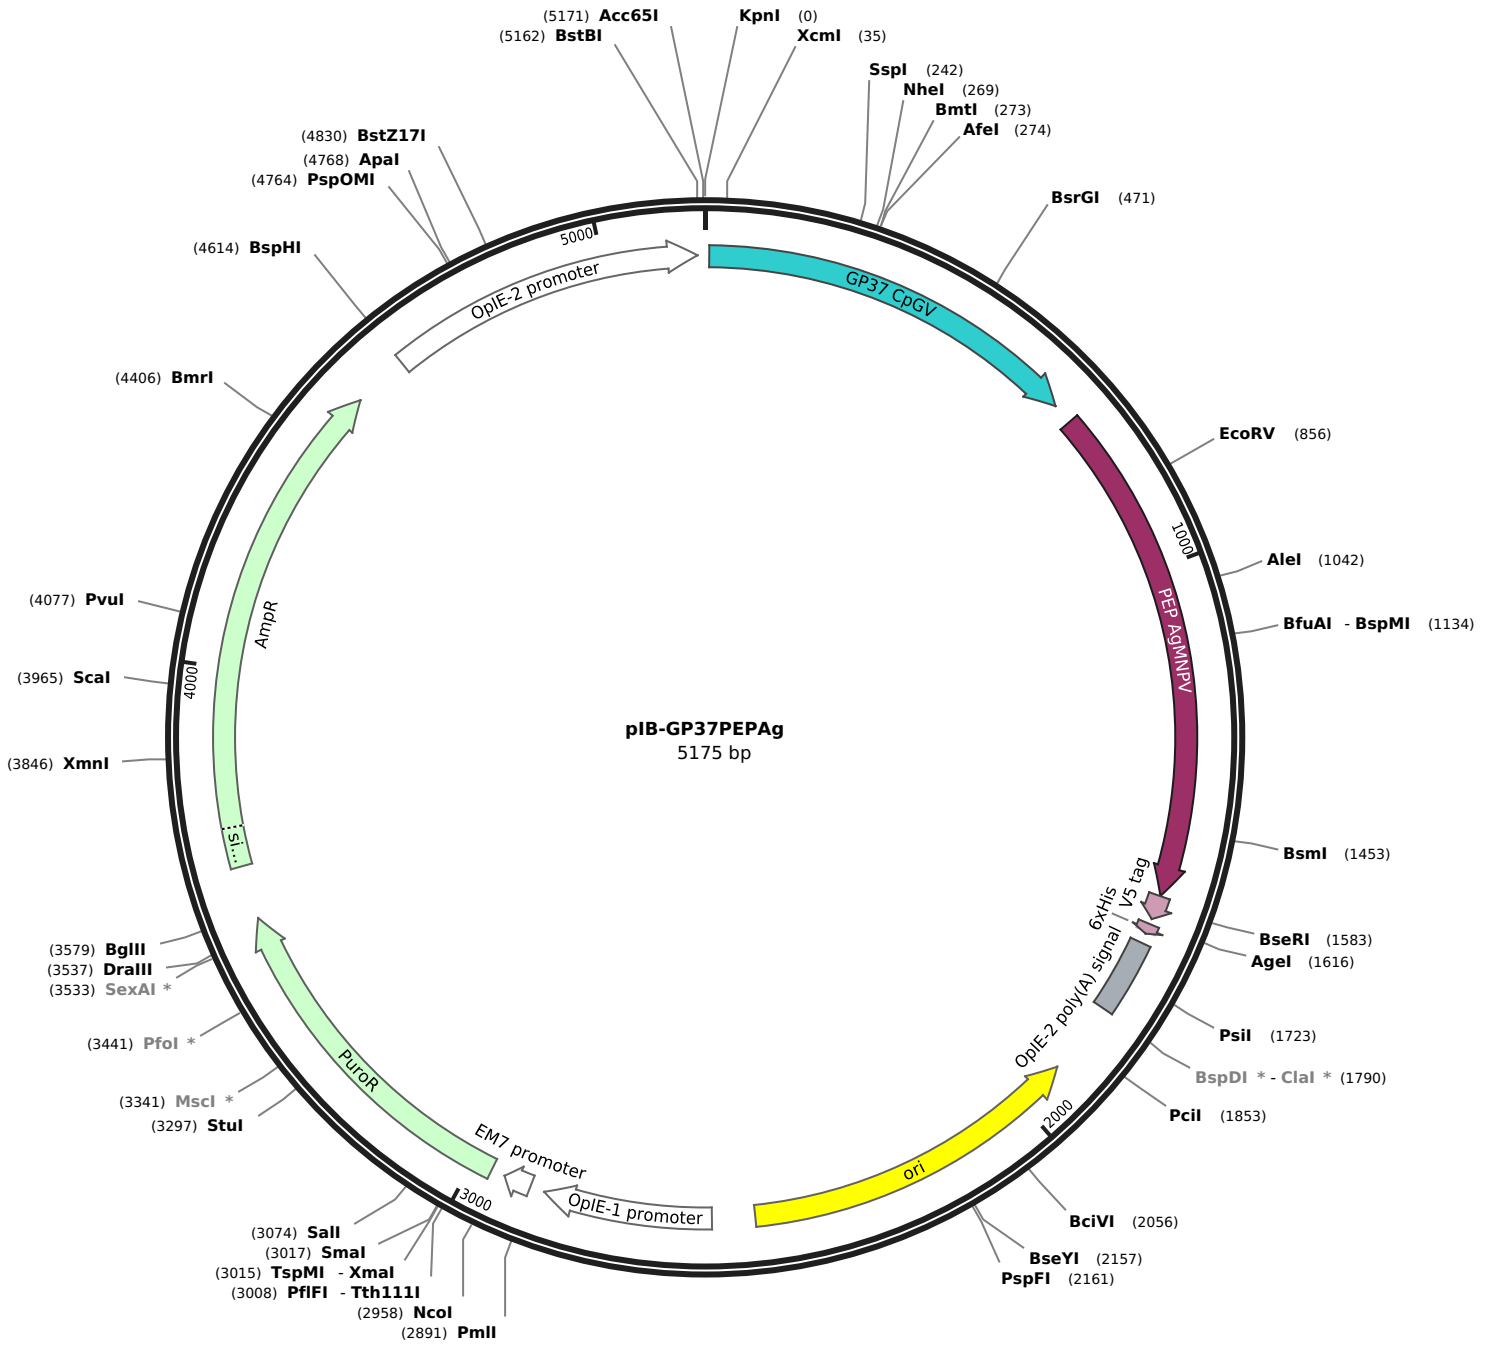 (5171) Acc65I
KpnI (0)
(5162) BstBI
XcmI (35)
SspI (242)
NheI (269)
BmtI (273)
AfeI (274)
(4830) BstZ17I
(4768) ApaI
(4764) PspOMI
BsrGI (471)
(4614) BspHI
5000
OpIE-2 promoter
GP37 CpGV
(4406) BmrI
EcoRV (856)
1000
AleI (1042)
(4077) PvuI
AmpR
PEP AgMNPV
BfuAI - BspMI (1134)
(3965) ScaI
4000
pIB-GP37PEPAg
5175 bp
(3846) XmnI
si...
BsmI (1453)
V5 tag
6xHis
(3579) BglII
BseRI (1583)
(3537) DraIII
AgeI (1616)
(3533) SexAI *
OpIE-2 poly(A) signal
(3441) PfoI *
PsiI (1723)
PuroR
BspDI * - ClaI * (1790)
(3341) MscI *
PciI (1853)
(3297) StuI
2000
EM7 promoter
ori
3000
OpIE-1 promoter
BciVI (2056)
(3074) SalI
(3017) SmaI
BseYI (2157)
(3015) TspMI - XmaI
PspFI (2161)
(3008) PflFI - Tth111I
(2958) NcoI
(2891) PmlI